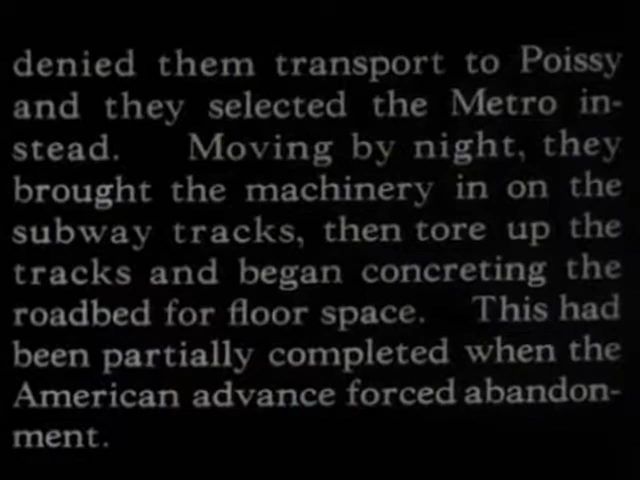 denied them transport to Poissy
and they selected the Metro in-
stead. Moving by night, they
brought the machinery in on the
subway tracks, then tore up the
tracks and began concreting the
roadbed for floor space. This had
been partially completed when the
American advance forced abandon-
ment.